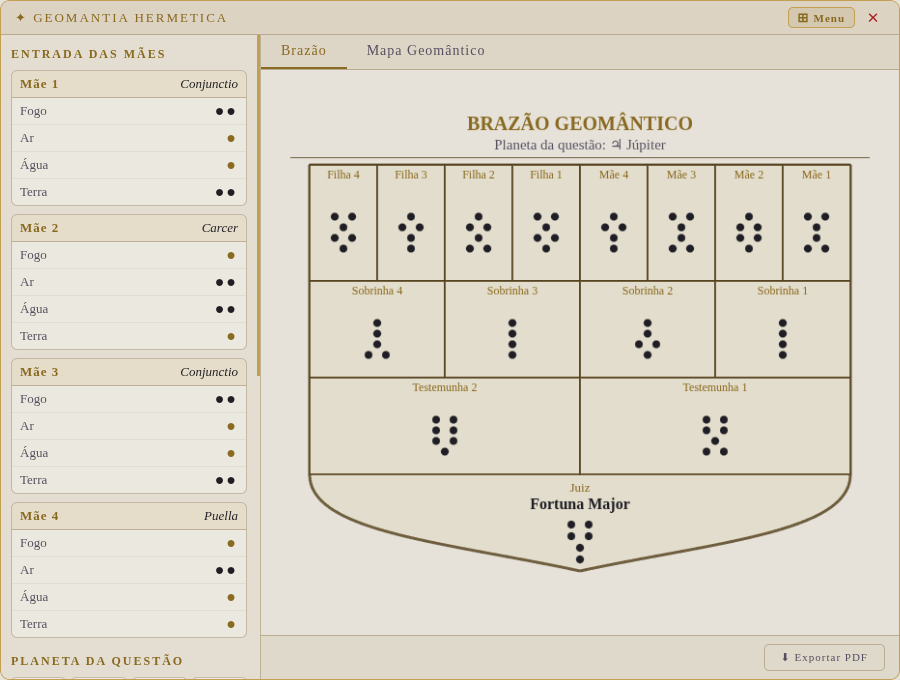 ✦ GEOMANTIA HERMETICA
⊞ Menu ✕
ENTRADA DAS MÃES
Mãe 1 Conjunctio
Fogo
Ar
Água
Terra
Mãe 2 Carcer
Fogo
Ar
Água
Terra
Mãe 3 Conjunctio
Fogo
Ar
Água
Terra
Mãe 4 Puella
Fogo
Ar
Água
Terra
PLANETA DA QUESTÃO
Brazão Mapa Geomântico
BRAZÃO GEOMÂNTICO
Planeta da questão: ♃ Júpiter
Filha 4 Filha 3 Filha 2 Filha 1 Mãe 4 Mãe 3 Mãe 2 Mãe 1
Sobrinha 4 Sobrinha 3 Sobrinha 2 Sobrinha 1
Testemunha 2 Testemunha 1
Juiz
Fortuna Major
⬇ Exportar PDF